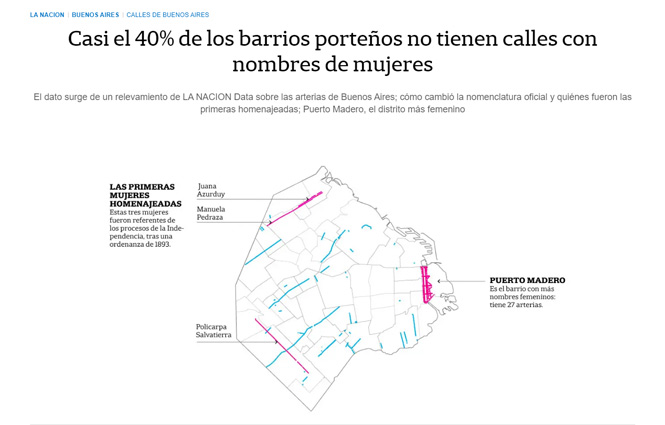 LA NACION | BUENOS AIRES | CALLES DE BUENOS AIRES
Casi el 40% de los barrios porteños no tienen calles con
nombres de mujeres
El dato surge de un relevamiento de LA NACION Data sobre las arterias de Buenos Aires; cómo cambió la nomenclatura oficial y quiénes fueron las
primeras homenajeadas; Puerto Madero, el distrito más femenino
LAS PRIMERAS
MUJERES
HOMENAJEADAS
Estas tres mujeres
fueron referentes de
los procesos de la Inde-
pendencia, tras una
ordenanza de 1893.
Juana
Azurduy
Manuela
Pedraza
PUERTO MADERO
Es el barrio con más
nombres femeninos:
tiene 27 arterias.
Policarpa
Salvatierra